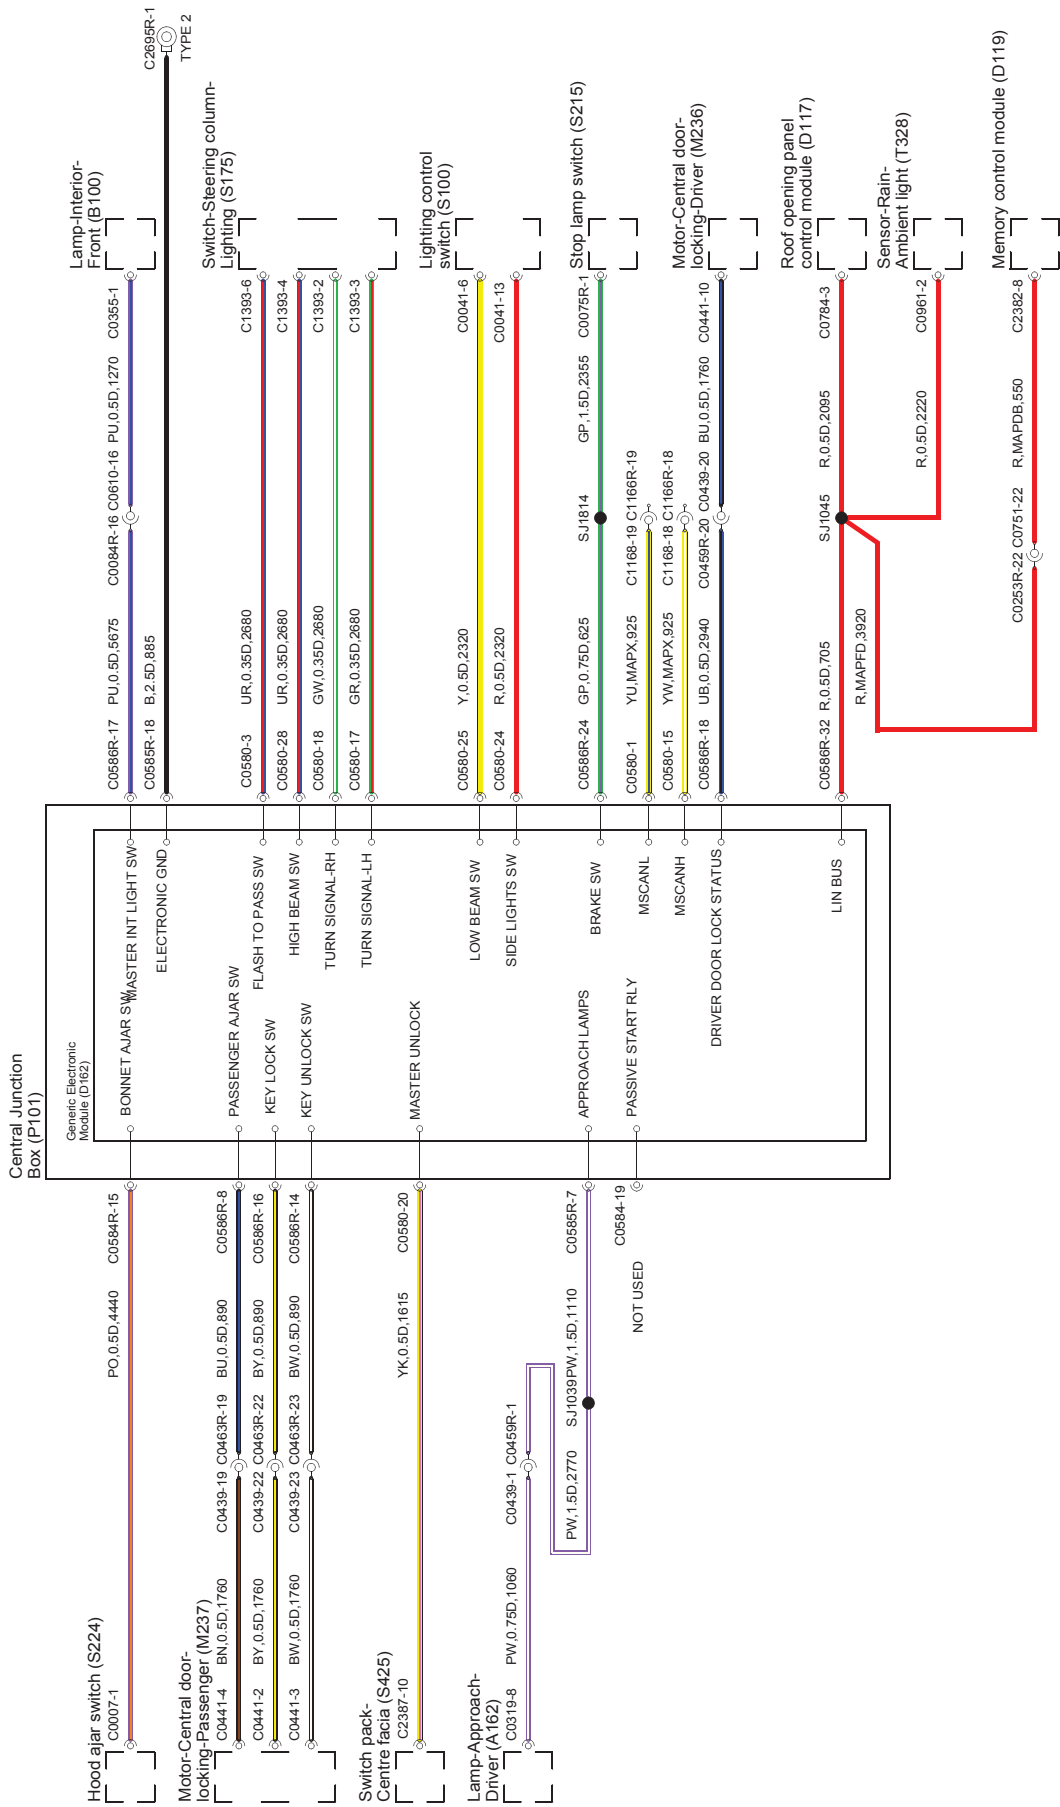 C2695R-1
TYPE 2
Lamp-Interior-
Front (B100)
C0355-1
PU,0.5D,1270
C0610-16
C0084R-16
PU,0.5D,5675
C0586R-17
B,2.5D,885
C0585R-18
Switch-Steering column-
Lighting (S175)
C1393-6
UR,0.35D,2680
C0580-3
C1393-4
UR,0.35D,2680
C0580-28
C1393-2
GW,0.35D,2680
C0580-18
C1393-3
GR,0.35D,2680
C0580-17
Lighting control
switch (S100)
C0041-6
Y,0.5D,2320
C0580-25
C0041-13
R,0.5D,2320
C0580-24
Stop lamp switch (S215)
C0075R-1
GP,1.5D,2355
SJ1814
GP,0.75D,625
C0586R-24
C1166R-19
C1168-19
YU,MAPX,925
C0580-1
C1166R-18
C1168-18
YW,MAPX,925
C0580-15
Motor-Central door-
locking-Driver (M236)
C0441-10
BU,0.5D,1760
C0439-20
C0459R-20
UB,0.5D,2940
C0586R-18
Roof opening panel
control module (D117)
C0784-3
R,0.5D,2095
SJ1045
R,0.5D,705
C0586R-32
Sensor-Rain-
Ambient light (T328)
C0961-2
R,0.5D,2220
R,MAPFD,3920
Memory control module (D119)
C2382-8
R,MAPDB,550
C0751-22
C0253R-22
Central Junction
Box (P101)
Generic Electronic
Module (D162)
MASTER INT LIGHT SW
ELECTRONIC GND
FLASH TO PASS SW
HIGH BEAM SW
TURN SIGNAL-RH
TURN SIGNAL-LH
LOW BEAM SW
SIDE LIGHTS SW
BRAKE SW
MSCANL
MSCANH
DRIVER DOOR LOCK STATUS
LIN BUS
BONNET AJAR SW
PASSENGER AJAR SW
KEY LOCK SW
KEY UNLOCK SW
MASTER UNLOCK
APPROACH LAMPS
PASSIVE START RLY
Hood ajar switch (S224)
C0007-1
PO,0.5D,4440
C0584R-15
Motor-Central door-
locking-Passenger (M237)
C0441-4
BN,0.5D,1760
C0439-19
C0463R-19
BU,0.5D,890
C0586R-8
C0441-2
BY,0.5D,1760
C0439-22
C0463R-22
BY,0.5D,890
C0586R-16
C0441-3
BW,0.5D,1760
C0439-23
C0463R-23
BW,0.5D,890
C0586R-14
Switch pack-
Centre facia (S425)
C2387-10
YK,0.5D,1615
C0580-20
Lamp-Approach-
Driver (A162)
C0319-8
PW,0.75D,1060
C0439-1
C0459R-1
PW,1.5D,2770
SJ1039
PW,1.5D,1110
C0585R-7
C0584-19
NOT USED